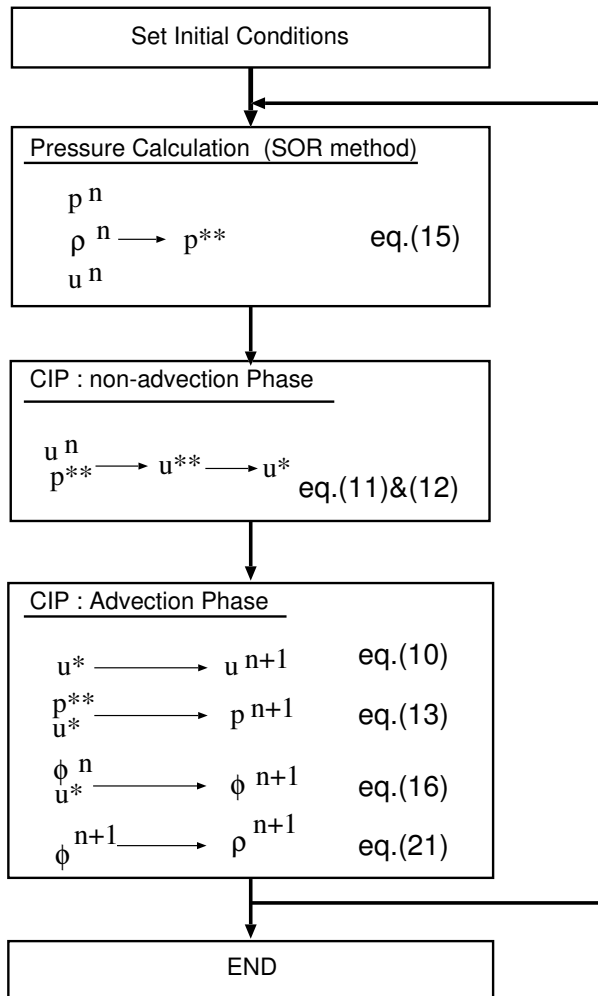 Set Initial Conditions
Pressure Calculation (SOR method)
p n
ρ n → p** eq.(15)
u n
CIP : non-advection Phase
u n
p** → u** → u*
eq.(11)&(12)
CIP : Advection Phase
u* → u n+1 eq.(10)
p**
u* → p n+1 eq.(13)
ϕ n
u* → ϕ n+1 eq.(16)
ϕ n+1 → ρ n+1 eq.(21)
END